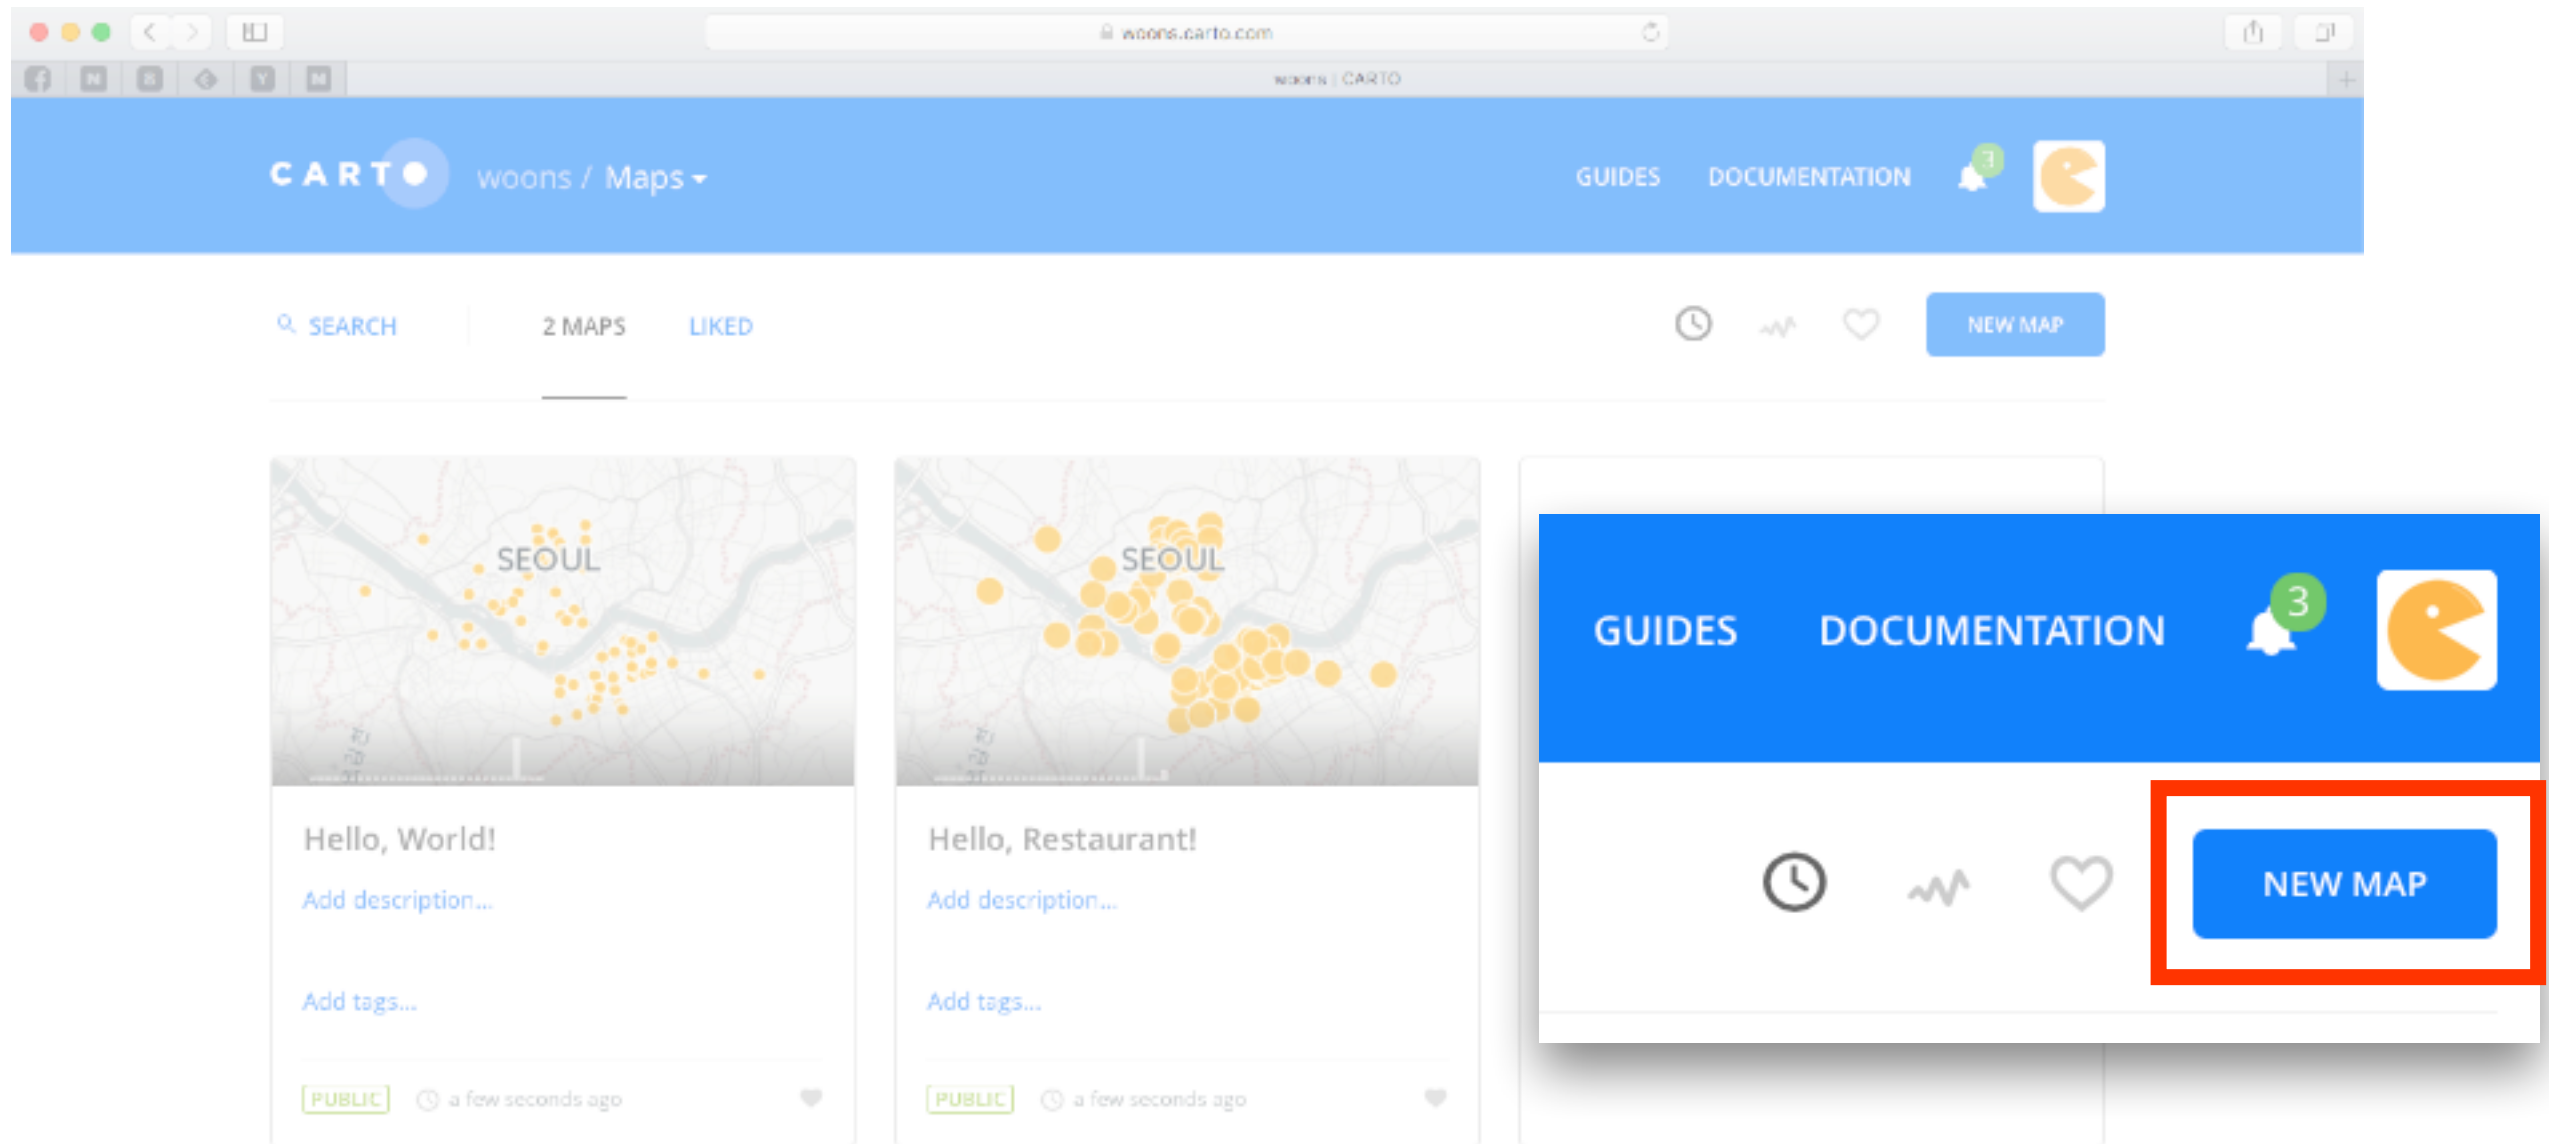 woons.carto.com
N 8 Y M
woons | CARTO
CARTO woons / Maps
GUIDES DOCUMENTATION 3
SEARCH 2 MAPS LIKED NEW MAP
SEOUL
SEOUL
Hello, World!
Add description...
Add tags...
PUBLIC a few seconds ago
Hello, Restaurant!
Add description...
Add tags...
PUBLIC a few seconds ago
GUIDES DOCUMENTATION 3
NEW MAP